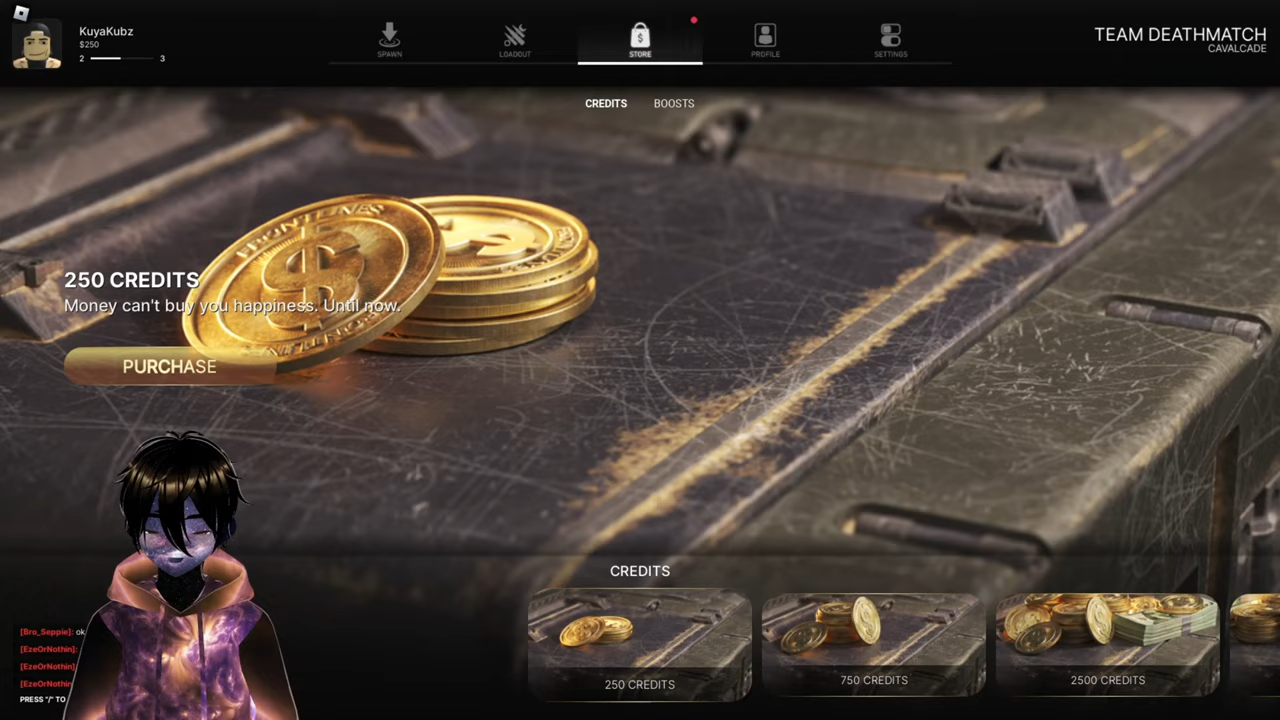 KuyaKubz
$250
2 3
SPAWN
LOADOUT
STORE
PROFILE
SETTINGS
TEAM DEATHMATCH
CAVALCADE
CREDITS BOOSTS
FRONTLINES
250 CREDITS
Money can't buy you happiness. Until now.
PURCHASE
CREDITS
250 CREDITS
750 CREDITS
2500 CREDITS
[Bro_Seppie]: ok
[EzeOrNothin]:
[EzeOrNothin]
[EzeOrNothin
PRESS "/" TO